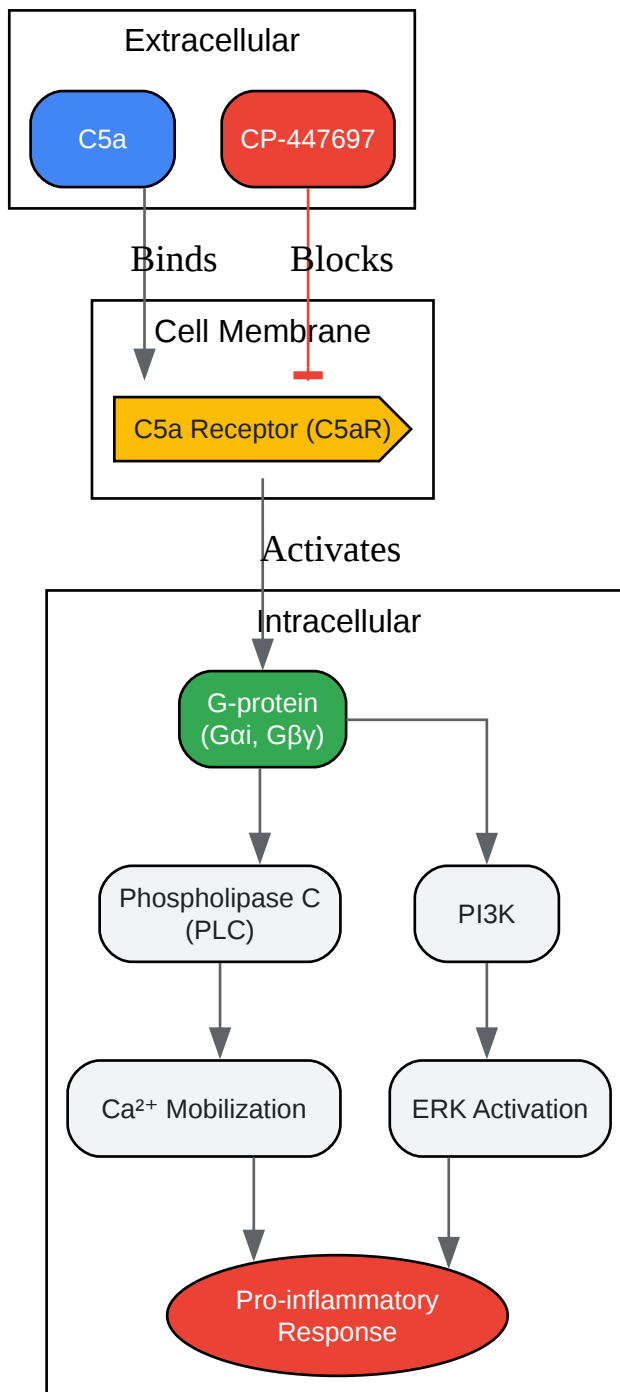 Extracellular
C5a
CP-447697
Binds
Blocks
Cell Membrane
C5a Receptor (C5aR)
Activates
Intracellular
G-protein
(Gαi, Gβγ)
Phospholipase C
(PLC)
PI3K
Ca²⁺ Mobilization
ERK Activation
Pro-inflammatory
Response